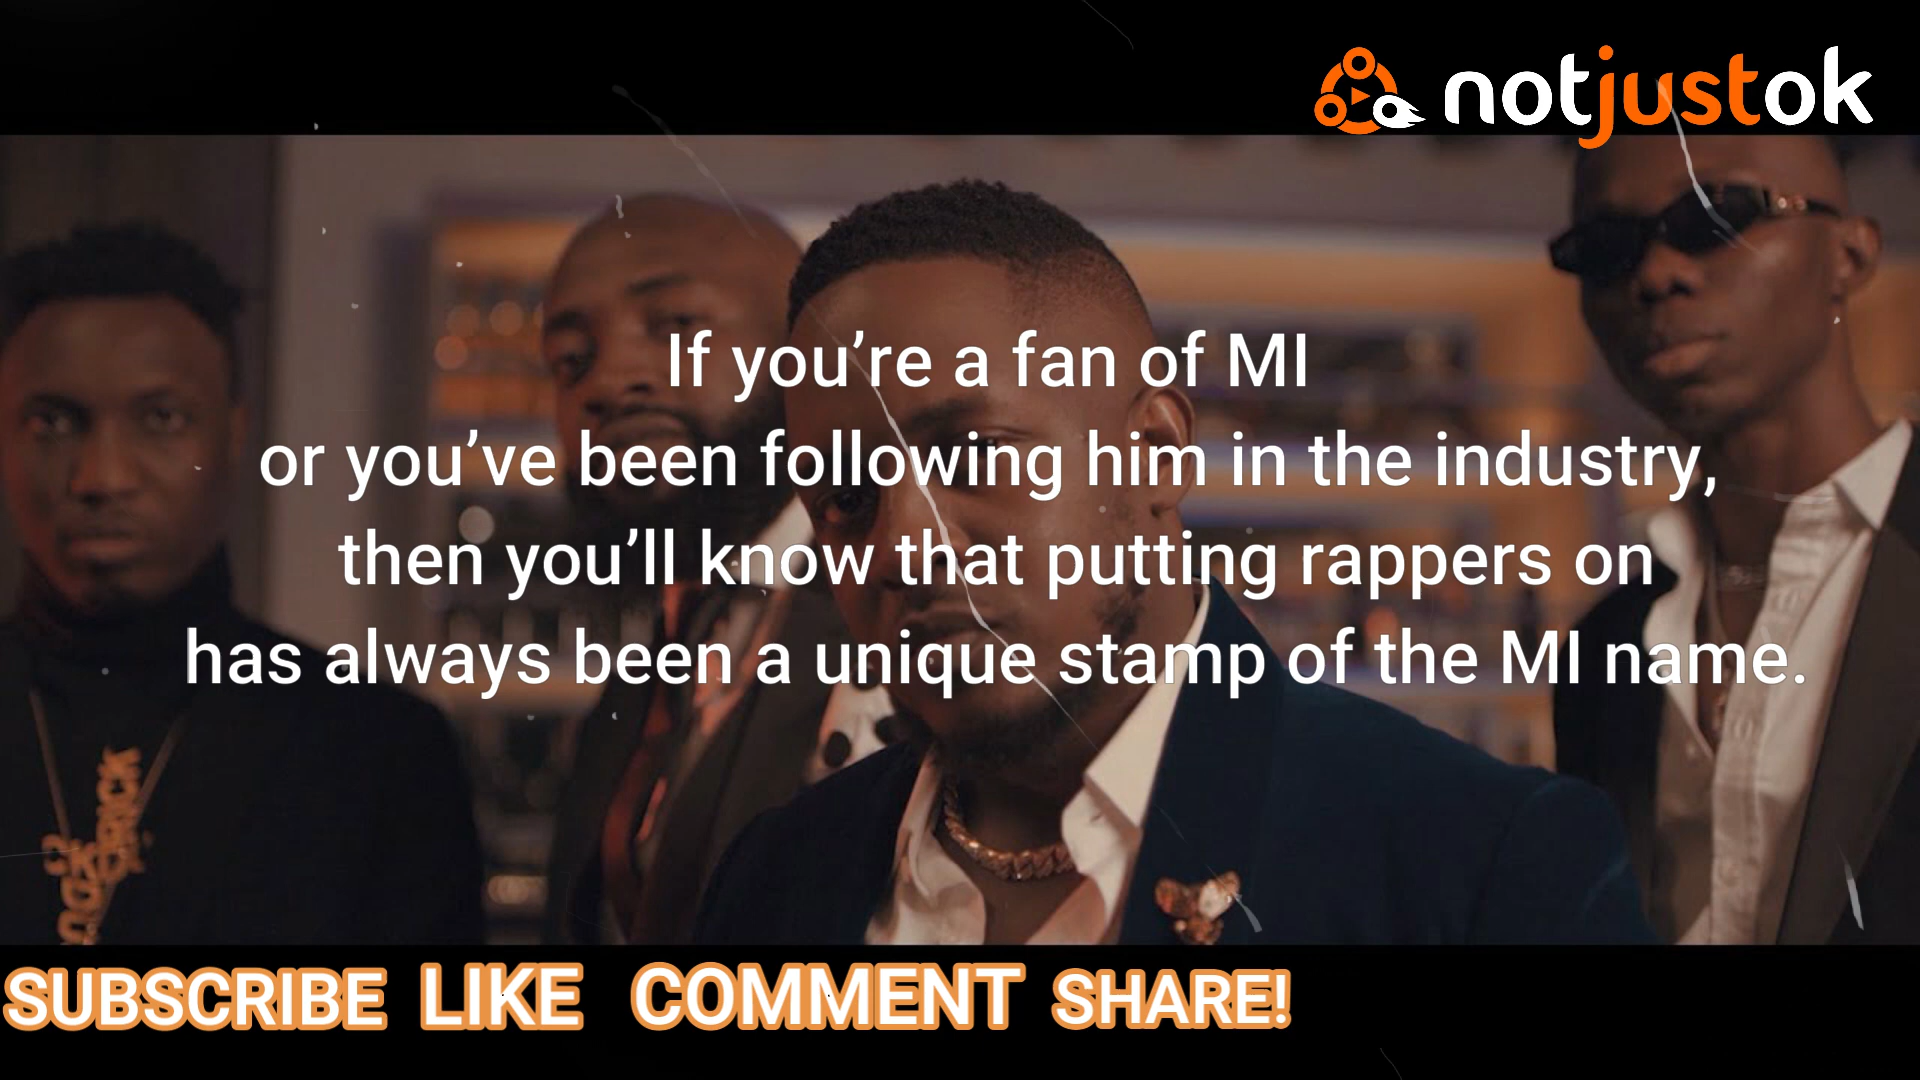 notjustok
If you’re a fan of MI
or you’ve been following him in the industry,
then you’ll know that putting rappers on
has always been a unique stamp of the MI name.
SUBSCRIBE LIKE COMMENT SHARE!